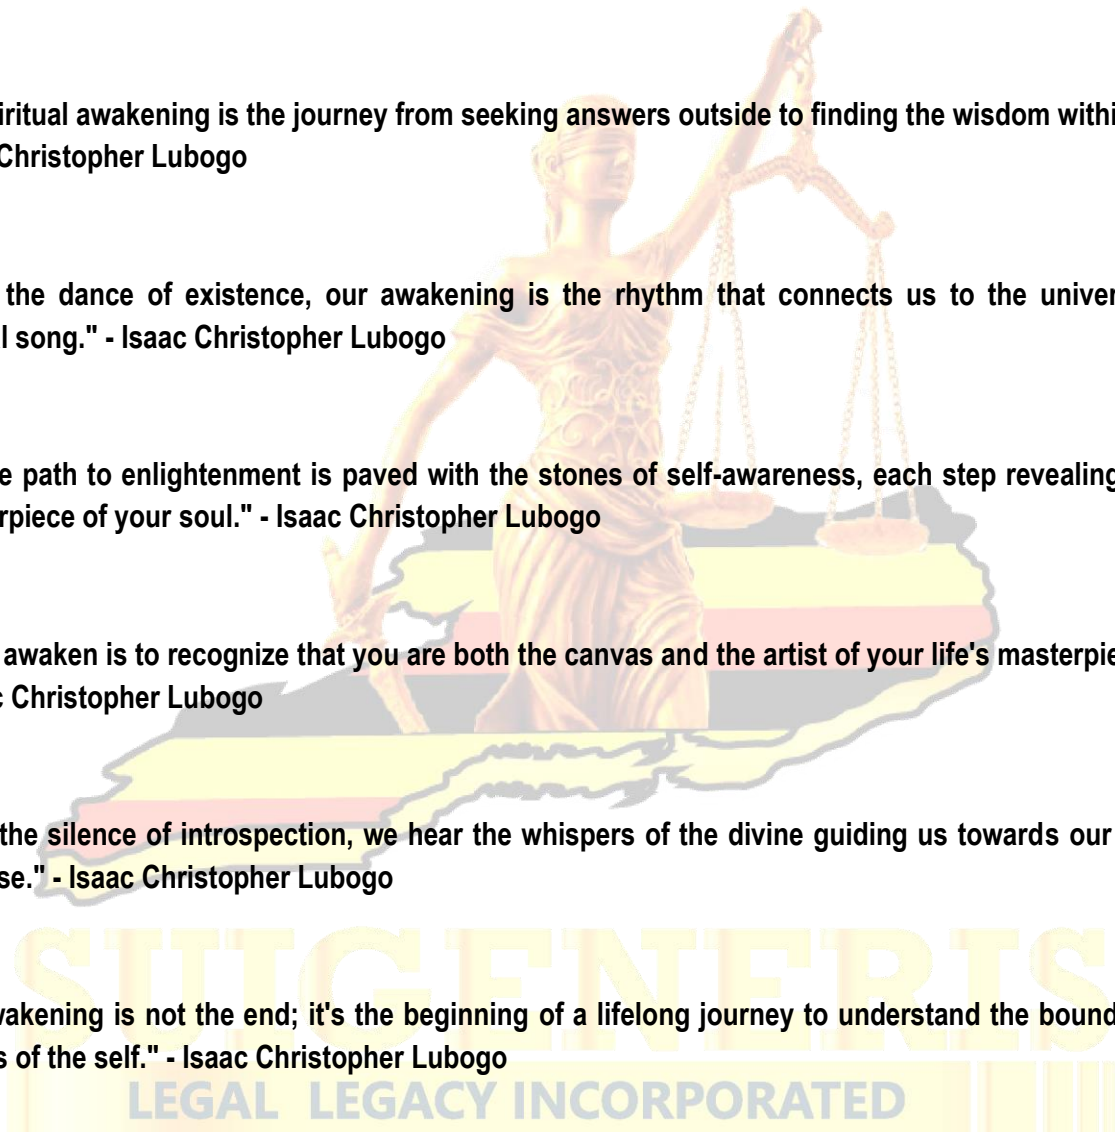 iritual awakening is the journey from seeking answers outside to finding the wisdom withi
Christopher Lubogo
the dance of existence, our awakening is the rhythm that connects us to the univer
l song." - Isaac Christopher Lubogo
e path to enlightenment is paved with the stones of self-awareness, each step revealing
rpiece of your soul." - Isaac Christopher Lubogo
awaken is to recognize that you are both the canvas and the artist of your life's masterpie
c Christopher Lubogo
the silence of introspection, we hear the whispers of the divine guiding us towards our
se." - Isaac Christopher Lubogo
wakening is not the end; it's the beginning of a lifelong journey to understand the bound
s of the self." - Isaac Christopher Lubogo
SUIGENERIS
LEGAL LEGACY INCORPORATED